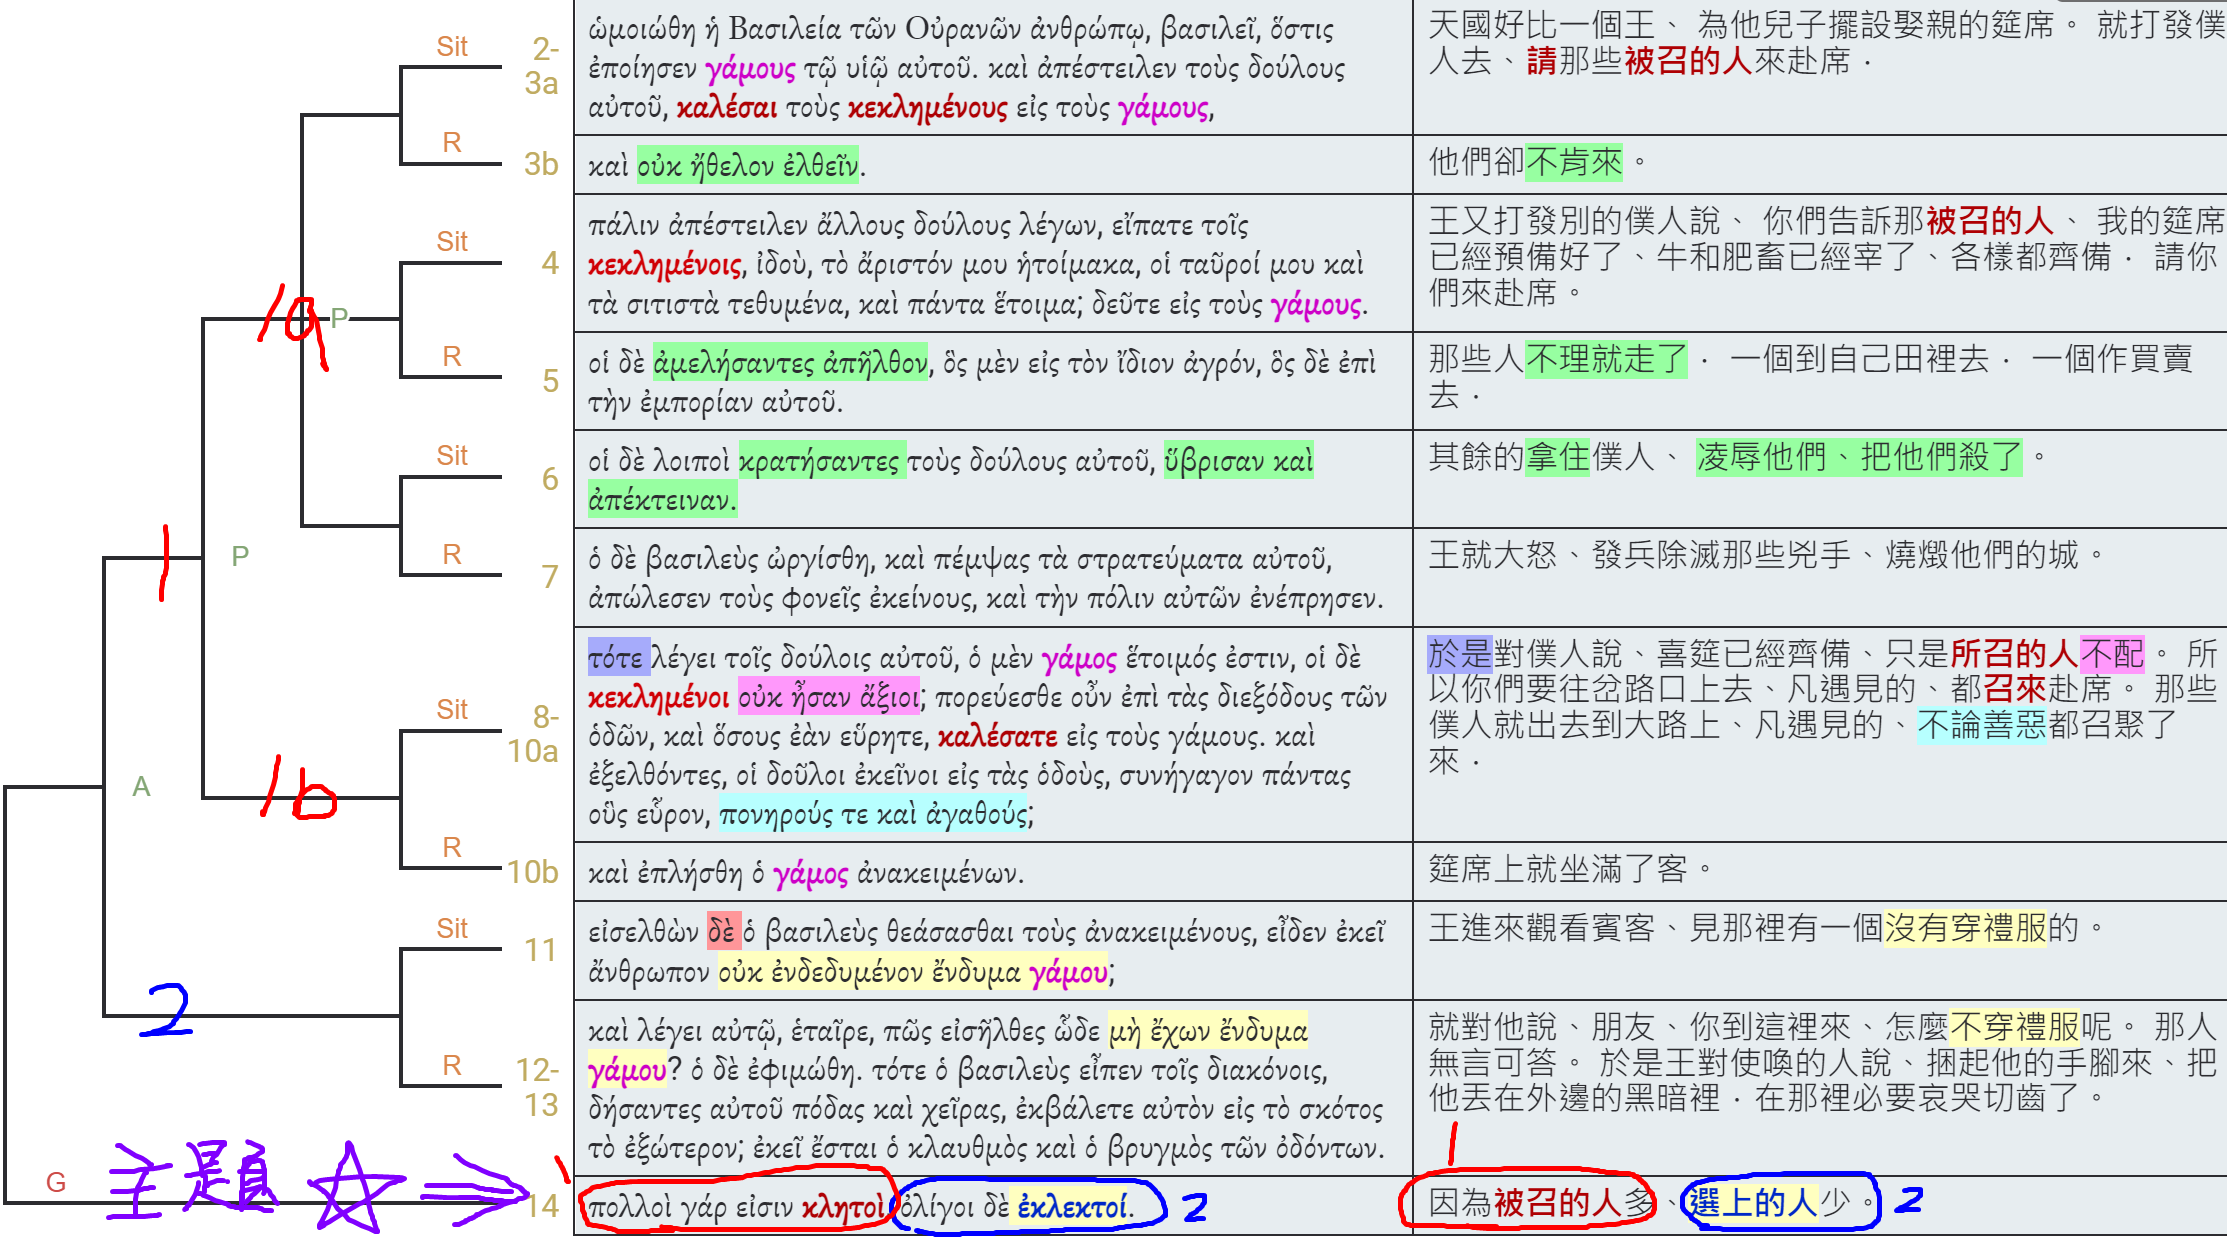 Sit
2-
3a
ὡμοιώθη ἡ Βασιλεία τῶν Οὐρανῶν ἀνθρώπῳ, βασιλεῖ, ὅστις
ἐποίησεν γάμους τῷ υἱῷ αὐτοῦ. καὶ ἀπέστειλεν τοὺς δούλους
αὐτοῦ, καλέσαι τοὺς κεκλημένους εἰς τοὺς γάμους,
天國好比一個王、 為他兒子擺設娶親的筵席。 就打發僕
人去、請那些被召的人來赴席．
R
3b
καὶ οὐκ ἤθελον ἐλθεῖν.
他們卻不肯來。
Sit
4
πάλιν ἀπέστειλεν ἄλλους δούλους λέγων, εἴπατε τοῖς
κεκλημένοις, ἰδοὺ, τὸ ἄριστόν μου ἡτοίμακα, οἱ ταῦροί μου καὶ
τὰ σιτιστὰ τεθυμένα, καὶ πάντα ἕτοιμα; δεῦτε εἰς τοὺς γάμους.
王又打發別的僕人說、 你們告訴那被召的人、 我的筵席
已經預備好了、牛和肥畜已經宰了、各樣都齊備． 請你
們來赴席。
1a
P
R
5
οἱ δὲ ἀμελήσαντες ἀπῆλθον, ὃς μὲν εἰς τὸν ἴδιον ἀγρόν, ὃς δὲ ἐπὶ
τὴν ἐμπορίαν αὐτοῦ.
那些人不理就走了． 一個到自己田裡去． 一個作買賣
去．
Sit
6
οἱ δὲ λοιποὶ κρατήσαντες τοὺς δούλους αὐτοῦ, ὕβρισαν καὶ
ἀπέκτειναν.
其餘的拿住僕人、 凌辱他們、把他們殺了。
1
P
R
7
ὁ δὲ βασιλεὺς ὠργίσθη, καὶ πέμψας τὰ στρατεύματα αὐτοῦ,
ἀπώλεσεν τοὺς φονεῖς ἐκείνους, καὶ τὴν πόλιν αὐτῶν ἐνέπρησεν.
王就大怒、發兵除滅那些兇手、燒燬他們的城。
Sit
8-
10a
τότε λέγει τοῖς δούλοις αὐτοῦ, ὁ μὲν γάμος ἕτοιμός ἐστιν, οἱ δὲ
κεκλημένοι οὐκ ἦσαν ἄξιοι; πορεύεσθε οὖν ἐπὶ τὰς διεξόδους τῶν
ὁδῶν, καὶ ὅσους ἐὰν εὕρητε, καλέσατε εἰς τοὺς γάμους. καὶ
ἐξελθόντες, οἱ δοῦλοι ἐκεῖνοι εἰς τὰς ὁδοὺς, συνήγαγον πάντας
οὓς εὗρον, πονηρούς τε καὶ ἀγαθούς;
於是對僕人說、喜筵已經齊備、只是所召的人不配。 所
以你們要往岔路口上去、凡遇見的、都召來赴席。 那些
僕人就出去到大路上、凡遇見的、不論善惡都召聚了
來．
1b
A
R
10b
καὶ ἐπλήσθη ὁ γάμος ἀνακειμένων.
筵席上就坐滿了客。
Sit
11
εἰσελθὼν δὲ ὁ βασιλεὺς θεάσασθαι τοὺς ἀνακειμένους, εἶδεν ἐκεῖ
ἄνθρωπον οὐκ ἐνδεδυμένον ἔνδυμα γάμου;
王進來觀看賓客、見那裡有一個沒有穿禮服的。
2
R
12-
13
καὶ λέγει αὐτῷ, ἑταῖρε, πῶς εἰσῆλθες ὧδε μὴ ἔχων ἔνδυμα
γάμου? ὁ δὲ ἐφιμώθη. τότε ὁ βασιλεὺς εἶπεν τοῖς διακόνοις,
δήσαντες αὐτοῦ πόδας καὶ χεῖρας, ἐκβάλετε αὐτὸν εἰς τὸ σκότος
τὸ ἐξώτερον; ἐκεῖ ἔσται ὁ κλαυθμὸς καὶ ὁ βρυγμὸς τῶν ὀδόντων.
就對他說、朋友、你到這裡來、怎麼不穿禮服呢。 那人
無言可答。 於是王對使喚的人說、捆起他的手腳來、把
他丟在外邊的黑暗裡．在那裡必要哀哭切齒了。
G
主題
14
1
πολλοὶ γάρ εἰσιν κλητοὶ, ὀλίγοι δὲ ἐκλεκτοί.
2
1
因為被召的人多、選上的人少。
2